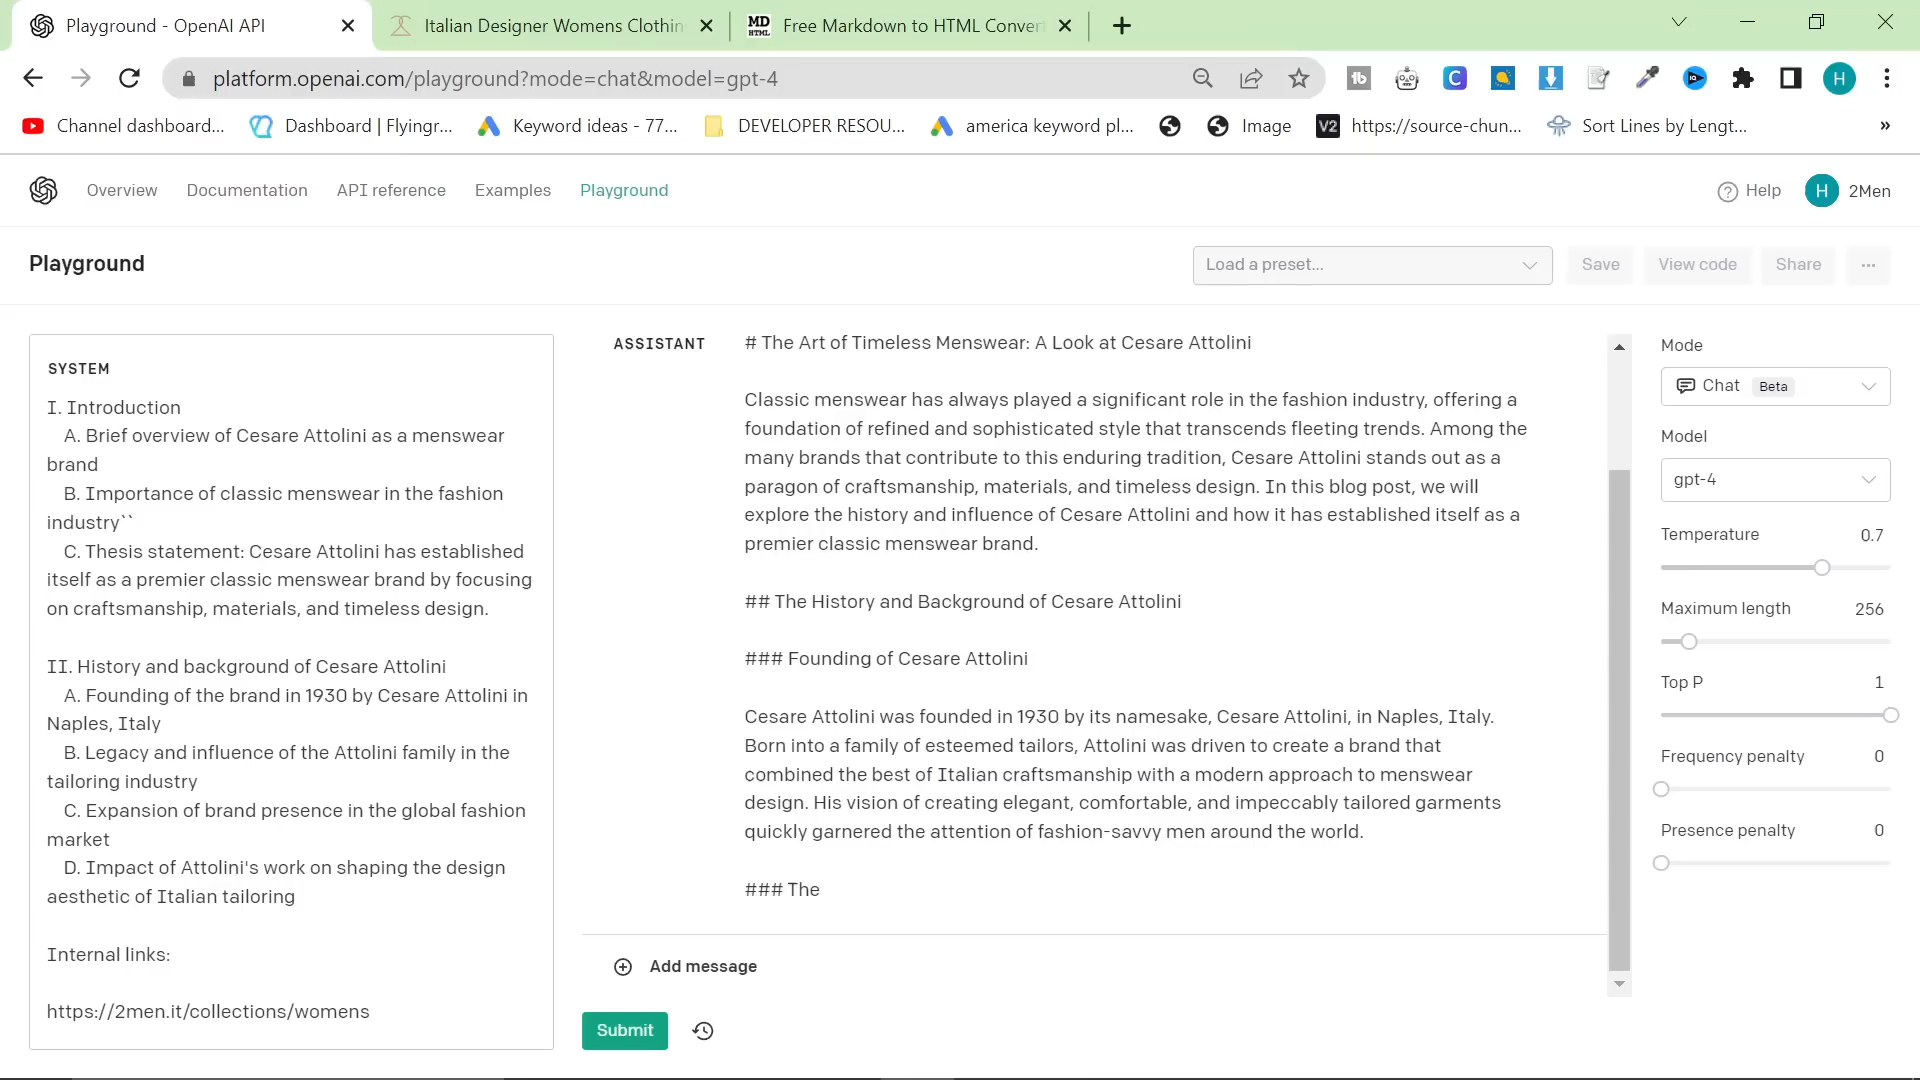 Playground - OpenAI API
Italian Designer Womens Clothin
MD HTML
Free Markdown to HTML Convert
platform.openai.com/playground?mode=chat&model=gpt-4
tb
C
H
Channel dashboard...
Dashboard | Flyingr...
Keyword ideas - 77...
DEVELOPER RESOU...
america keyword pl...
Image
V2
https://source-chun...
Sort Lines by Lengt...
»
Overview
Documentation
API reference
Examples
Playground
? Help
H
2Men
Playground
Load a preset...
Save
View code
Share
...
SYSTEM
I. Introduction
A. Brief overview of Cesare Attolini as a menswear
brand
B. Importance of classic menswear in the fashion
industry``
C. Thesis statement: Cesare Attolini has established
itself as a premier classic menswear brand by focusing
on craftsmanship, materials, and timeless design.
II. History and background of Cesare Attolini
A. Founding of the brand in 1930 by Cesare Attolini in
Naples, Italy
B. Legacy and influence of the Attolini family in the
tailoring industry
C. Expansion of brand presence in the global fashion
market
D. Impact of Attolini's work on shaping the design
aesthetic of Italian tailoring
Internal links:
https://2men.it/collections/womens
ASSISTANT
# The Art of Timeless Menswear: A Look at Cesare Attolini
Classic menswear has always played a significant role in the fashion industry, offering a
foundation of refined and sophisticated style that transcends fleeting trends. Among the
many brands that contribute to this enduring tradition, Cesare Attolini stands out as a
paragon of craftsmanship, materials, and timeless design. In this blog post, we will
explore the history and influence of Cesare Attolini and how it has established itself as a
premier classic menswear brand.
## The History and Background of Cesare Attolini
### Founding of Cesare Attolini
Cesare Attolini was founded in 1930 by its namesake, Cesare Attolini, in Naples, Italy.
Born into a family of esteemed tailors, Attolini was driven to create a brand that
combined the best of Italian craftsmanship with a modern approach to menswear
design. His vision of creating elegant, comfortable, and impeccably tailored garments
quickly garnered the attention of fashion-savvy men around the world.
### The
Add message
Submit
Mode
Chat Beta
Model
gpt-4
Temperature 0.7
Maximum length 256
Top P 1
Frequency penalty 0
Presence penalty 0